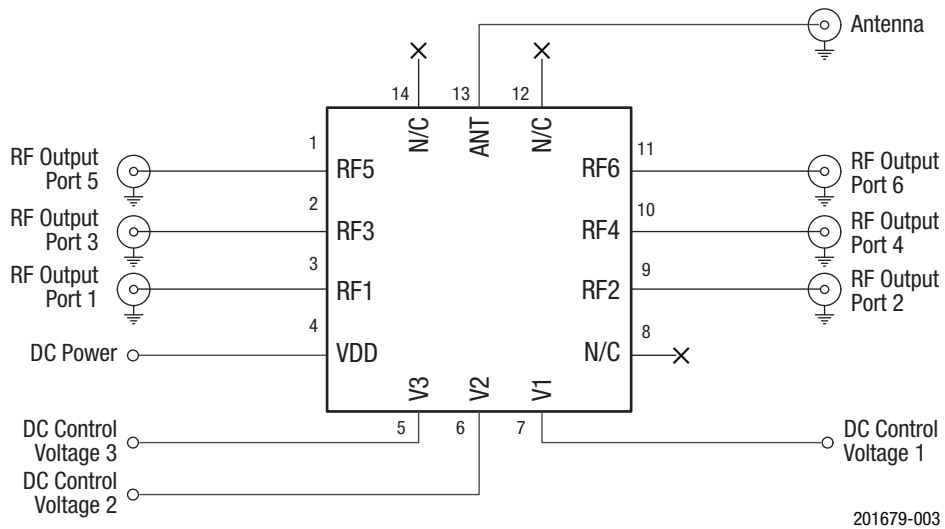 Antenna
14
13
12
N/C
ANT
N/C
RF Output
Port 5
1
RF5
RF6
11
RF Output
Port 6
RF Output
Port 3
2
RF3
RF4
10
RF Output
Port 4
RF Output
Port 1
3
RF1
RF2
9
RF Output
Port 2
DC Power
4
VDD
N/C
8
V3
V2
V1
5
6
7
DC Control
Voltage 3
DC Control
Voltage 1
DC Control
Voltage 2
201679-003